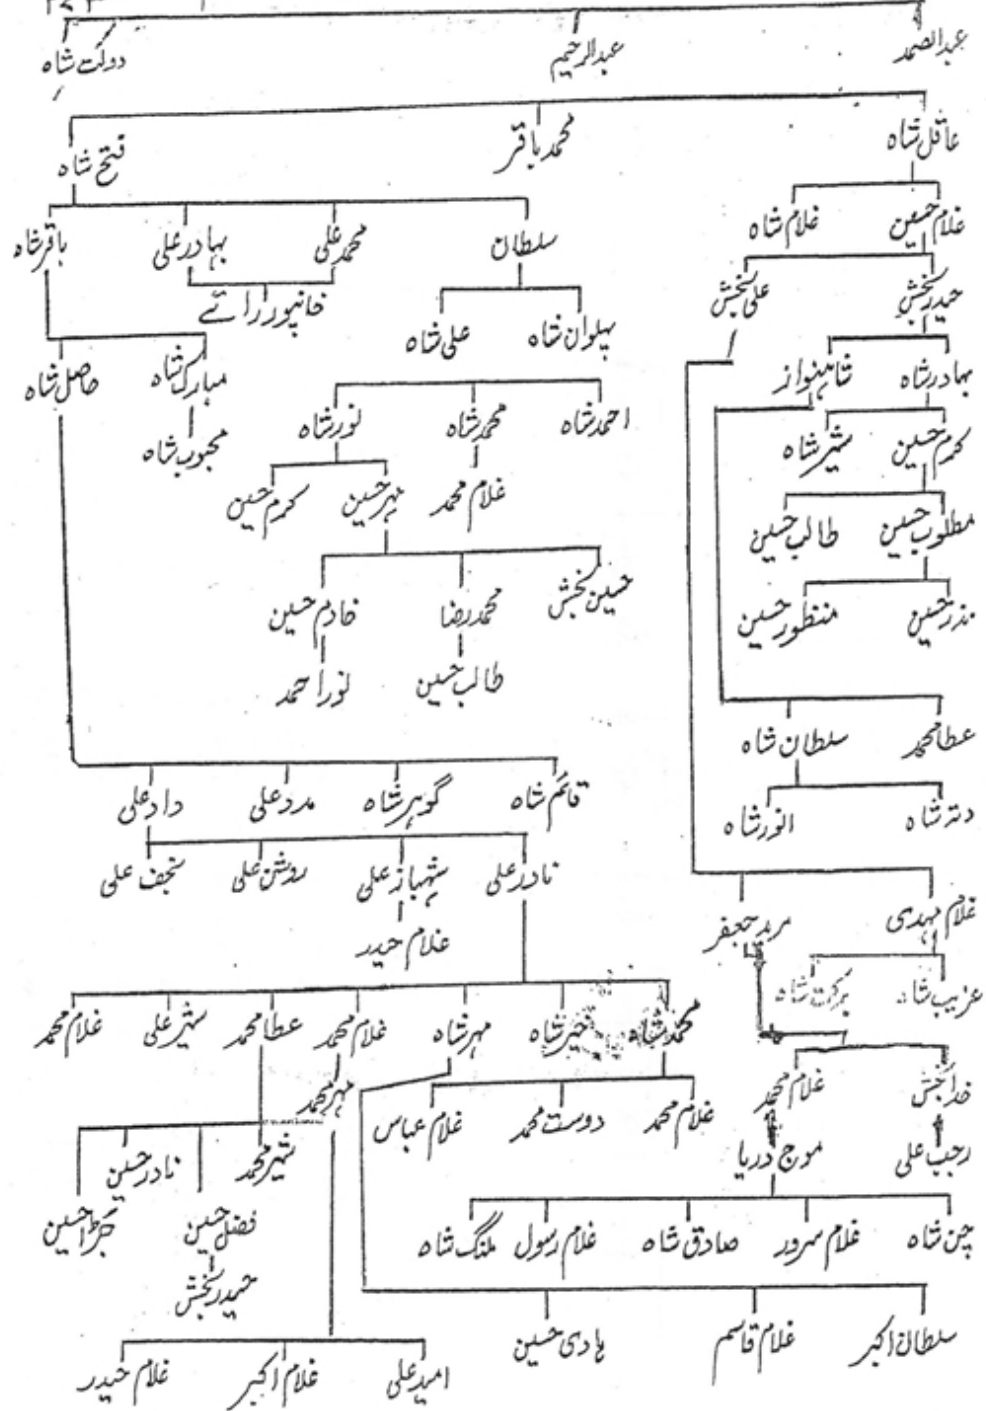 عبدالصمد عبدالرحیم دولت شاہ
عاقل شاہ محمد باقر فتح شاہ
غلام حسین غلام شاہ سلطان محمد علی بہادر علی باقر شاہ
حیدر بخش علی بخش پہلوان شاہ علی شاہ خانپور رائے
بہادر شاہ شاہنواز مبارک شاہ حاصل شاہ
کرم حسین شیر شاہ احمد شاہ محمد شاہ نور شاہ محبوب شاہ
مطلوب حسین طالب حسین غلام محمد مہر حسین کرم حسین
نذر حسین منظور حسین حسین بخش محمد رضا خادم حسین
طالب حسین نور احمد
عطا محمد سلطان شاہ
انور شاہ قائم شاہ گوہر شاہ مدد علی داد علی
نادر علی شہباز علی روشن علی نجف علی
غلام مہدی جعفر غلام حیدر
غریب شاہ برکت شاہ محمد شاہ خیر شاہ مہر شاہ غلام محمد عطا محمد شیر علی غلام محمد
خدا بخش غلام محمد غلام محمد دوست محمد غلام عباس مہر محمد
رجب علی موج دریا شیر محمد نادر حسین
چن شاہ غلام سرور صادق شاہ غلام رسول ملنگ شاہ فضل حسین حسین
حیدر بخش
سلطان اکبر غلام قاسم ہادی حسین
امید علی غلام اکبر غلام حیدر